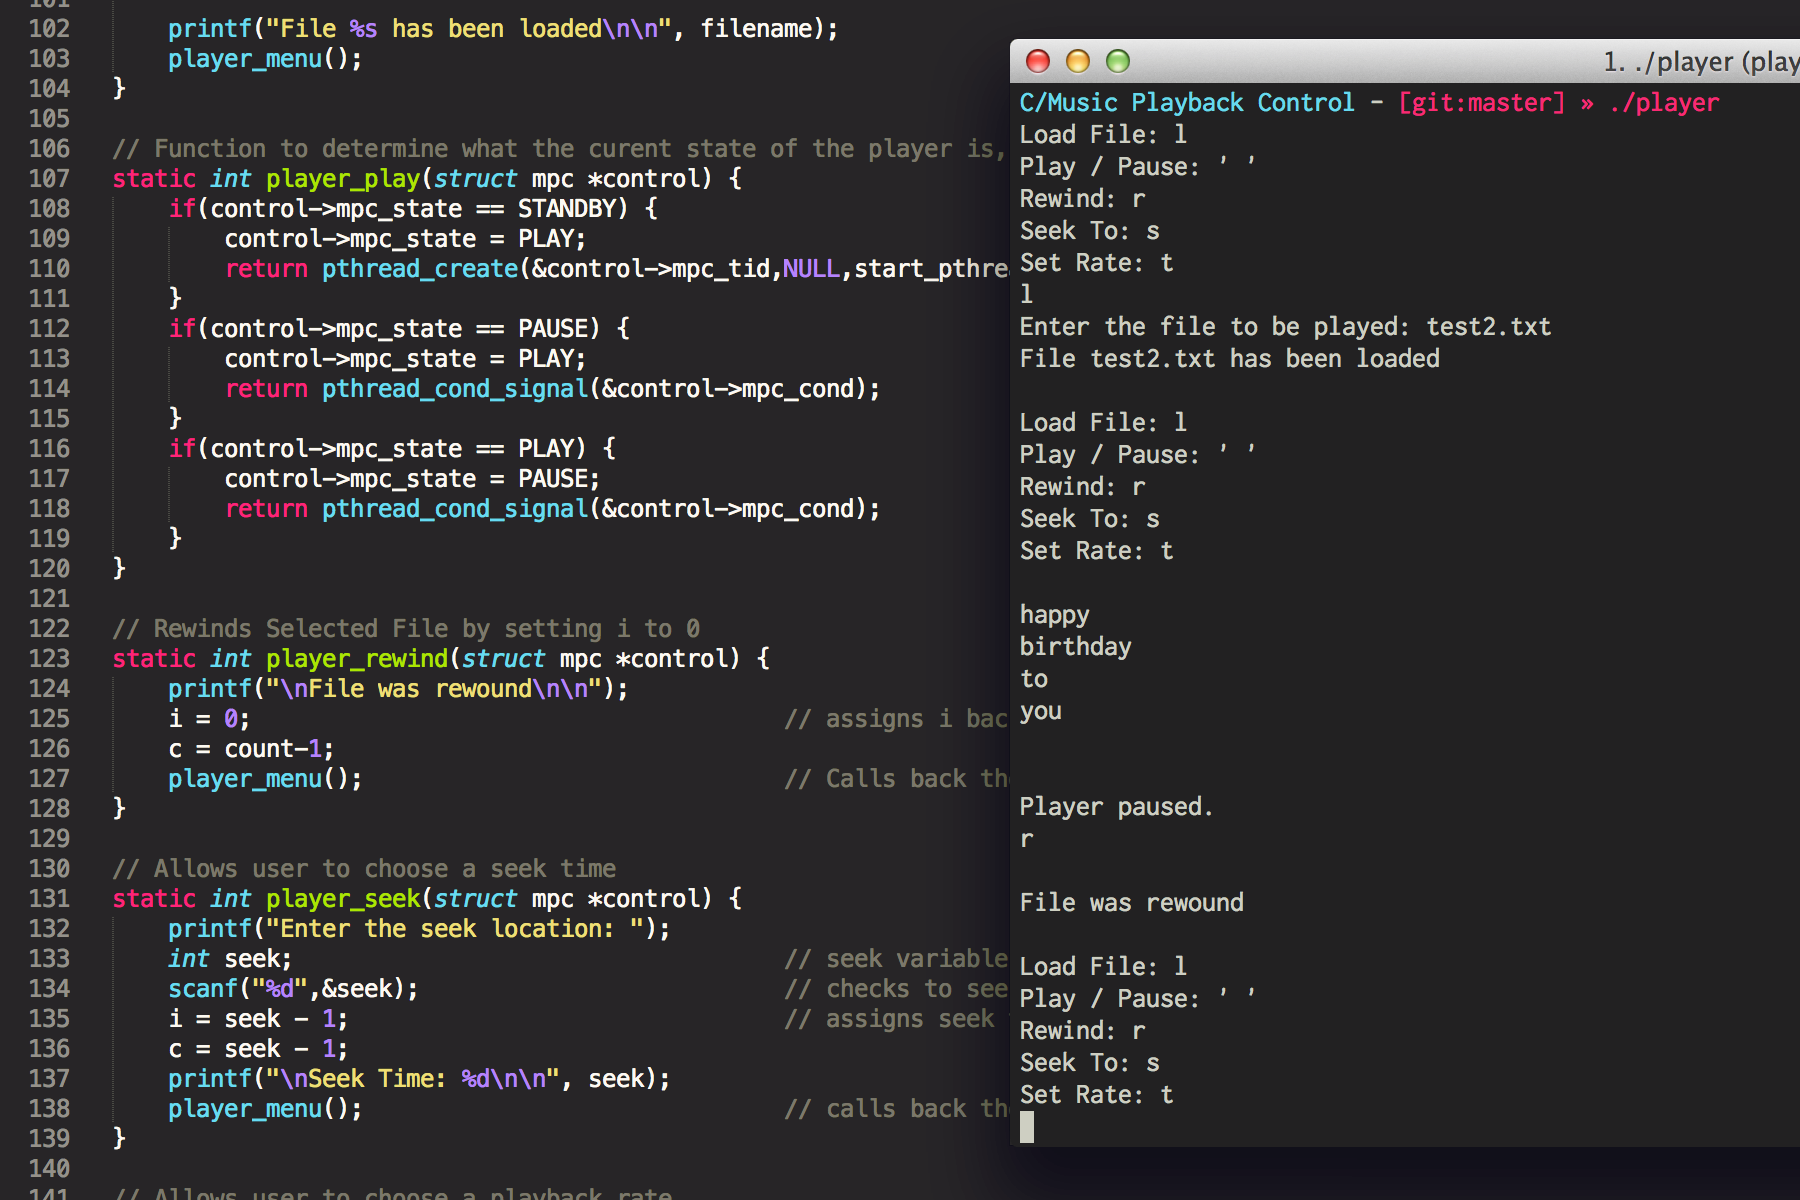 101
102 printf("File %s has been loaded\n\n", filename);
103 player_menu();
104 }
105
106 // Function to determine what the curent state of the player is,
107 static int player_play(struct mpc *control) {
108 if(control->mpc_state == STANDBY) {
109 control->mpc_state = PLAY;
110 return pthread_create(&control->mpc_tid,NULL,start_pthre
111 }
112 if(control->mpc_state == PAUSE) {
113 control->mpc_state = PLAY;
114 return pthread_cond_signal(&control->mpc_cond);
115 }
116 if(control->mpc_state == PLAY) {
117 control->mpc_state = PAUSE;
118 return pthread_cond_signal(&control->mpc_cond);
119 }
120 }
121
122 // Rewinds Selected File by setting i to 0
123 static int player_rewind(struct mpc *control) {
124 printf("\nFile was rewound\n\n");
125 i = 0; // assigns i bac
126 c = count-1;
127 player_menu(); // Calls back th
128 }
129
130 // Allows user to choose a seek time
131 static int player_seek(struct mpc *control) {
132 printf("Enter the seek location: ");
133 int seek; // seek variable
134 scanf("%d",&seek); // checks to see
135 i = seek - 1; // assigns seek
136 c = seek - 1;
137 printf("\nSeek Time: %d\n\n", seek);
138 player_menu(); // calls back th
139 }
140
141 // Allows user to choose a playback rate
1. ./player (play
C/Music Playback Control - [git:master] » ./player
Load File: l
Play / Pause: ' '
Rewind: r
Seek To: s
Set Rate: t
l
Enter the file to be played: test2.txt
File test2.txt has been loaded
Load File: l
Play / Pause: ' '
Rewind: r
Seek To: s
Set Rate: t
happy
birthday
to
you
Player paused.
r
File was rewound
Load File: l
Play / Pause: ' '
Rewind: r
Seek To: s
Set Rate: t